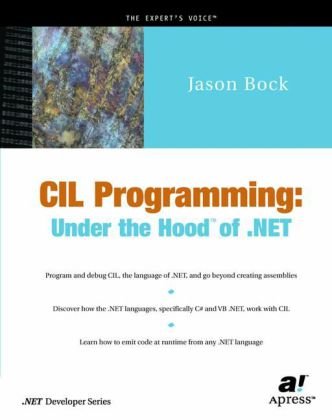 THE EXPERT'S VOICE™
Jason Bock
CIL Programming:
Under the Hood™ of .NET
Program and debug CIL, the language of .NET, and go beyond creating assemblies
Discover how the .NET languages, specifically C# and VB .NET, work with CIL
Learn how to emit code at runtime from any .NET language
.NET Developer Series
a!
Apress™